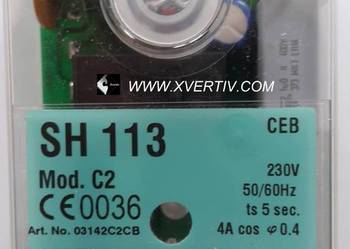 WWW.XVERTIV.COM
SH 113
CEB
Mod. C2
230V
CE0036
50/60Hz
ts 5 sec.
Art. No. 03142C2CB
4A cos φ 0.4